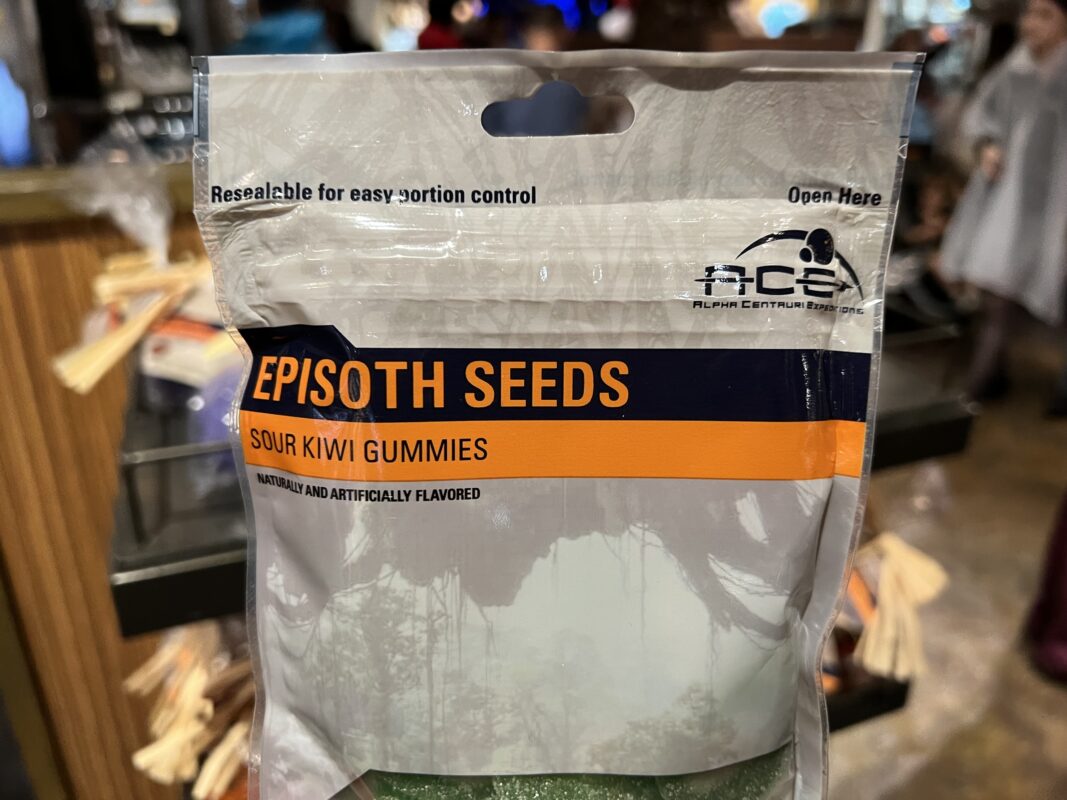 Resealable for easy portion control
Open Here
ACE
ALPHA CENTAURI EXPEDITIONS
EPISOTH SEEDS
SOUR KIWI GUMMIES
NATURALLY AND ARTIFICIALLY FLAVORED